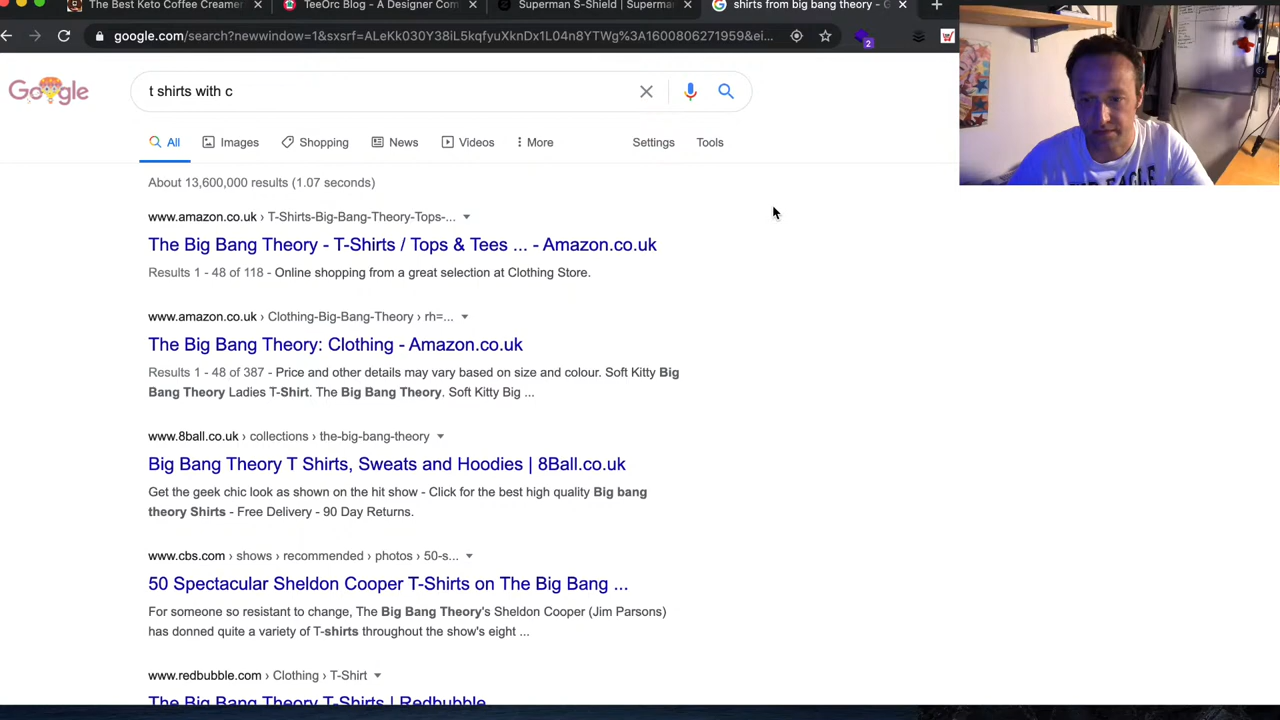 The Best Keto Coffee Creamer
TeeOrc Blog - A Designer Com
Superman S-Shield | Superman
shirts from big bang theory - G
google.com/search?newwindow=1&sxsrf=ALeKk030Y38iL5kqfyuXknDx1L04n8YTWg%3A1600806271959&ei...
2
Google
t shirts with c
All
Images
Shopping
News
Videos
More
Settings
Tools
About 13,600,000 results (1.07 seconds)
www.amazon.co.uk › T-Shirts-Big-Bang-Theory-Tops-...
The Big Bang Theory - T-Shirts / Tops & Tees ... - Amazon.co.uk
Results 1 - 48 of 118 - Online shopping from a great selection at Clothing Store.
www.amazon.co.uk › Clothing-Big-Bang-Theory › rh=...
The Big Bang Theory: Clothing - Amazon.co.uk
Results 1 - 48 of 387 - Price and other details may vary based on size and colour. Soft Kitty Big
Bang Theory Ladies T-Shirt. The Big Bang Theory. Soft Kitty Big ...
www.8ball.co.uk › collections › the-big-bang-theory
Big Bang Theory T Shirts, Sweats and Hoodies | 8Ball.co.uk
Get the geek chic look as shown on the hit show - Click for the best high quality Big bang
theory Shirts - Free Delivery - 90 Day Returns.
www.cbs.com › shows › recommended › photos › 50-s...
50 Spectacular Sheldon Cooper T-Shirts on The Big Bang ...
For someone so resistant to change, The Big Bang Theory's Sheldon Cooper (Jim Parsons)
has donned quite a variety of T-shirts throughout the show's eight ...
www.redbubble.com › Clothing › T-Shirt
The Big Bang Theory T-Shirts | Redbubble